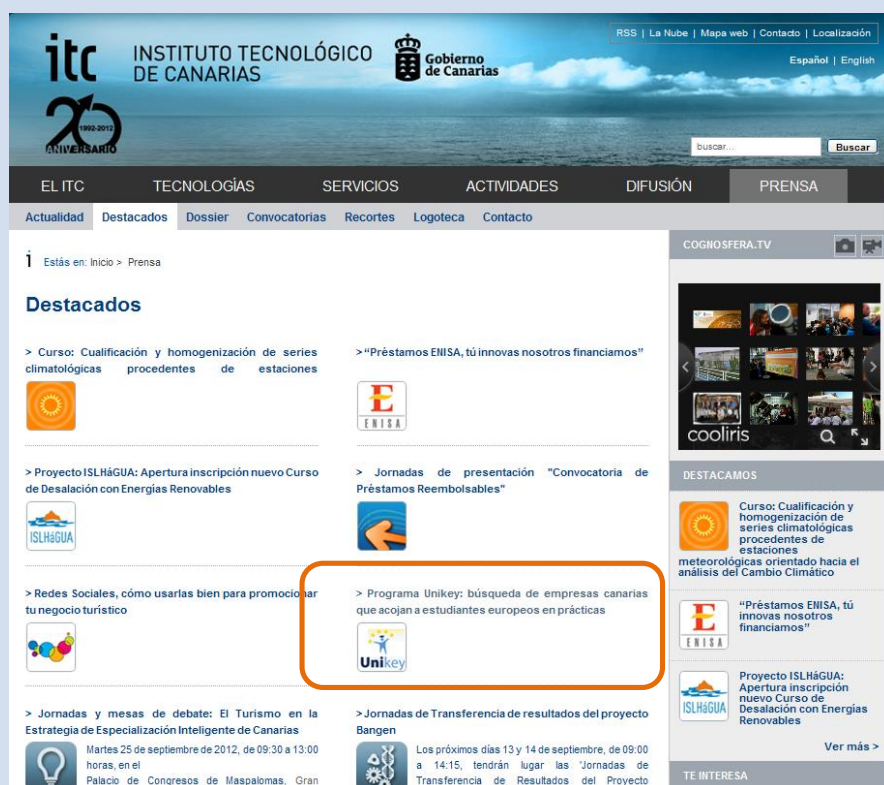 RSS | La Nube | Mapa web | Contacto | Localización
Español | English
itc
INSTITUTO TECNOLÓGICO
DE CANARIAS
Gobierno
de Canarias
20
1992-2012
ANIVERSARIO
buscar...
Buscar
EL ITC
TECNOLOGÍAS
SERVICIOS
ACTIVIDADES
DIFUSIÓN
PRENSA
Actualidad
Destacados
Dossier
Convocatorias
Recortes
Logoteca
Contacto
i Estás en: Inicio > Prensa
Destacados
> Curso: Cualificación y homogenización de series
climatológicas procedentes de estaciones
>"Préstamos ENISA, tú innovas nosotros financiamos"
ENISA
> Proyecto ISLHáGUA: Apertura inscripción nuevo Curso
de Desalación con Energías Renovables
ISLHáGUA
> Jornadas de presentación "Convocatoria de
Préstamos Reembolsables"
> Redes Sociales, cómo usarlas bien para promocionar
tu negocio turístico
> Programa Unikey: búsqueda de empresas canarias
que acojan a estudiantes europeos en prácticas
Unikey
> Jornadas y mesas de debate: El Turismo en la
Estrategia de Especialización Inteligente de Canarias
Martes 25 de septiembre de 2012, de 09:30 a 13:00
horas, en el
Palacio de Congresos de Maspalomas, Gran
> Jornadas de Transferencia de resultados del proyecto
Bangen
Los próximos días 13 y 14 de septiembre, de 09:00
a 14:15, tendrán lugar las 'Jornadas de
Transferencia de Resultados del Proyecto
COGNOSFERA.TV
cooliris
DESTACAMOS
Curso: Cualificación y
homogenización de
series climatológicas
procedentes de
estaciones
meteorológicas orientado hacia el
análisis del Cambio Climático
ENISA
"Préstamos ENISA, tú
innovas nosotros
financiamos"
ISLHáGUA
Proyecto ISLHáGUA:
Apertura inscripción
nuevo Curso de
Desalación con Energías
Renovables
Ver más >
TE INTERESA